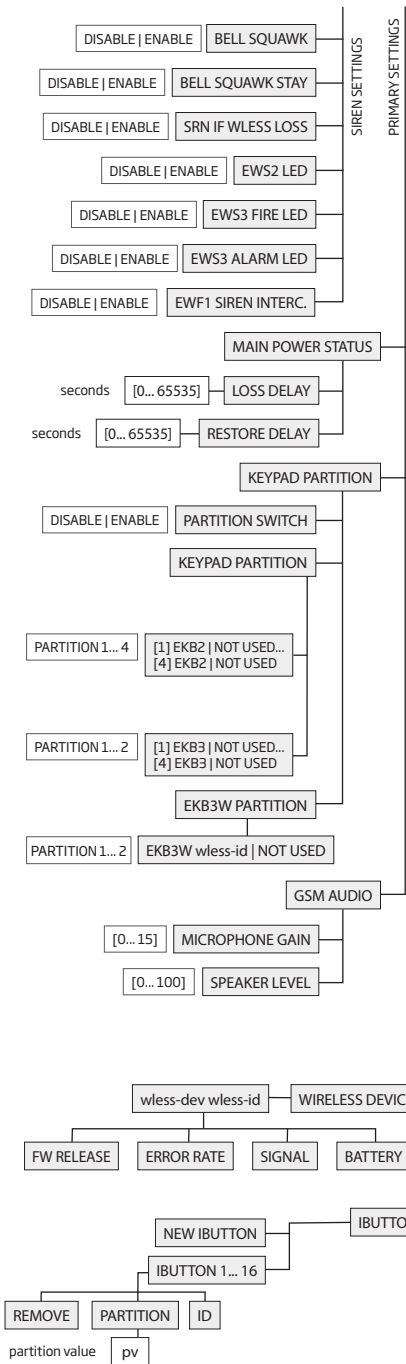 SIREN SETTINGS
PRIMARY SETTINGS
DISABLE | ENABLE BELL SQUAWK
DISABLE | ENABLE BELL SQUAWK STAY
DISABLE | ENABLE SRN IF WLESS LOSS
DISABLE | ENABLE EWS2 LED
DISABLE | ENABLE EWS3 FIRE LED
DISABLE | ENABLE EWS3 ALARM LED
DISABLE | ENABLE EWF1 SIREN INTERC.
MAIN POWER STATUS
seconds [0... 65535] LOSS DELAY
seconds [0... 65535] RESTORE DELAY
KEYPAD PARTITION
DISABLE | ENABLE PARTITION SWITCH
KEYPAD PARTITION
PARTITION 1... 4 [1] EKB2 | NOT USED...
[4] EKB2 | NOT USED
PARTITION 1... 2 [1] EKB3 | NOT USED...
[4] EKB3 | NOT USED
EKB3W PARTITION
PARTITION 1... 2 EKB3W wless-id | NOT USED
GSM AUDIO
[0... 15] MICROPHONE GAIN
[0... 100] SPEAKER LEVEL
wless-dev wless-id WIRELESS DEVIC
FW RELEASE ERROR RATE SIGNAL BATTERY
IBUTTO
NEW IBUTTON
IBUTTON 1... 16
REMOVE PARTITION ID
partition value pv